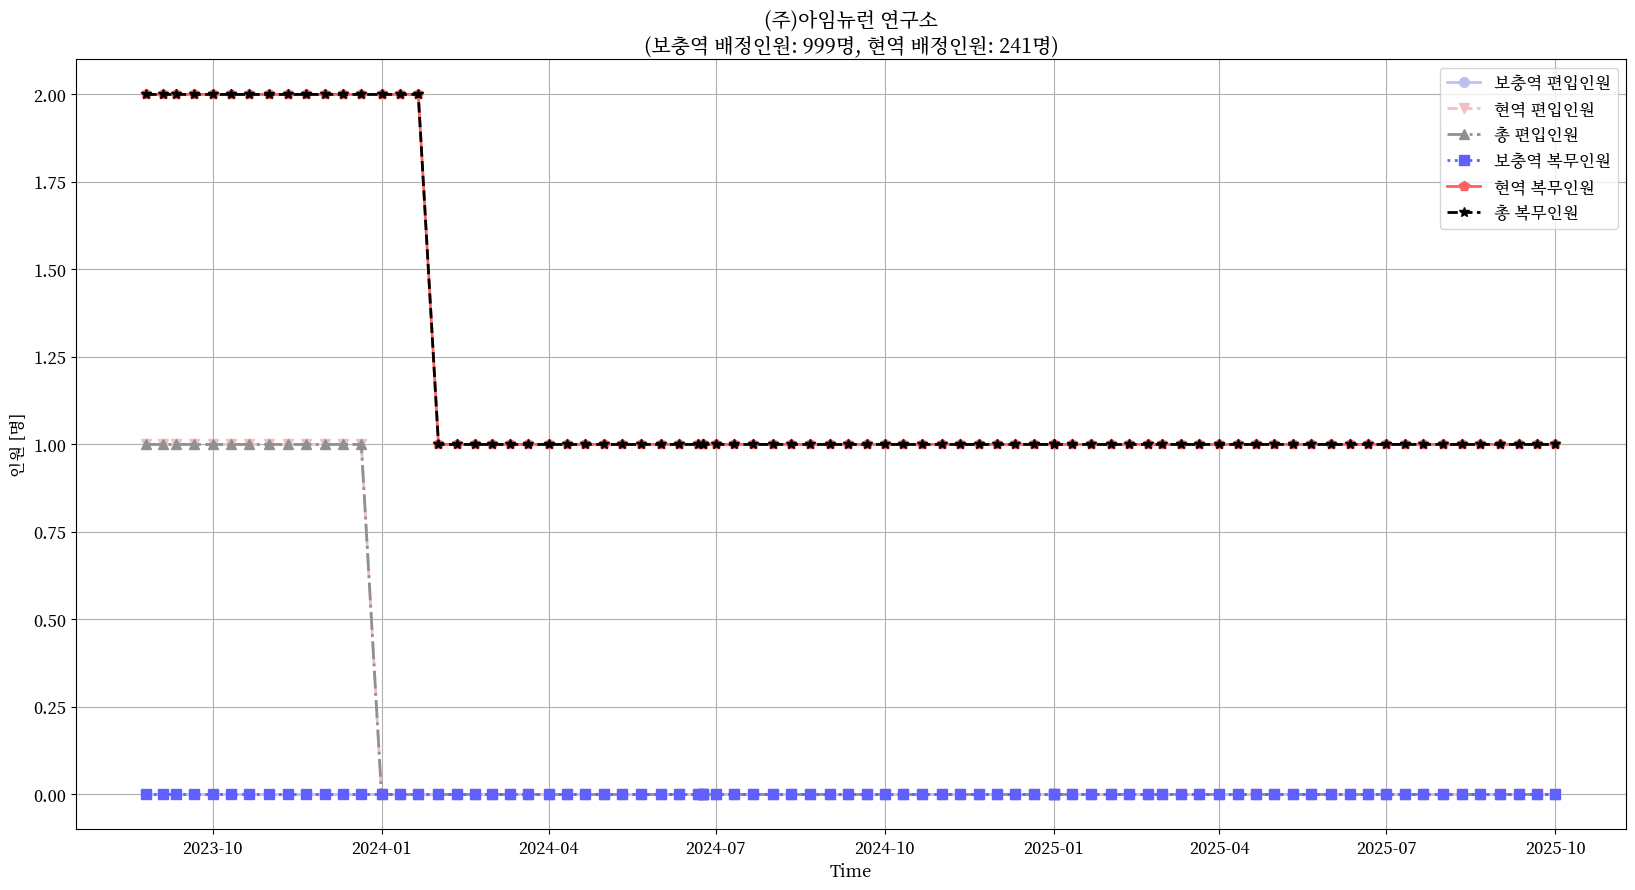 (주)아임뉴런 연구소
(보충역 배정인원: 999명, 현역 배정인원: 241명)
보충역 편입인원
현역 편입인원
총 편입인원
보충역 복무인원
현역 복무인원
총 복무인원
2.00
1.75
1.50
1.25
1.00
0.75
0.50
0.25
0.00
인원 [명]
2023-10
2024-01
2024-04
2024-07
2024-10
2025-01
2025-04
2025-07
2025-10
Time